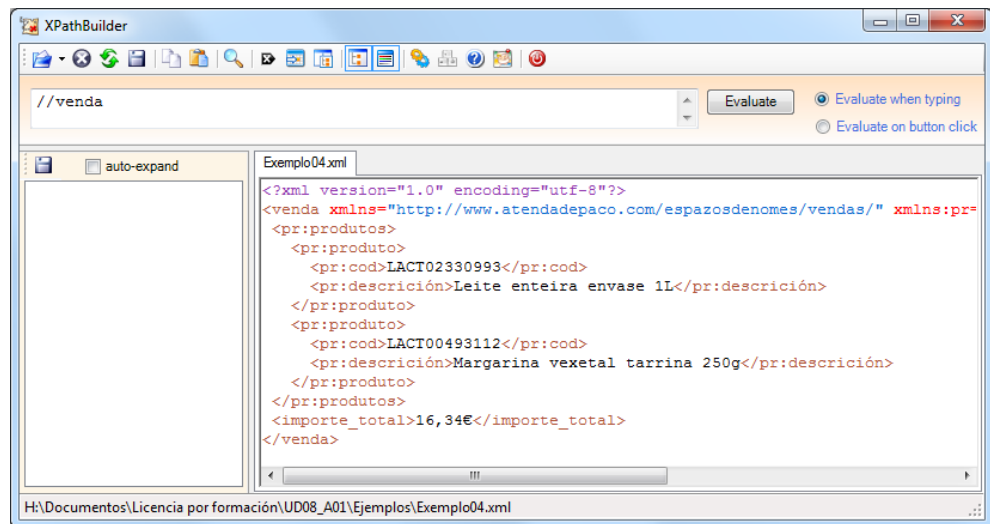 XPathBuilder
//venda
Evaluate
Evaluate when typing
Evaluate on button click
auto-expand
Exemplo04.xml
<?xml version="1.0" encoding="utf-8"?>
<venda xmlns="http://www.atendadepaco.com/espazosdenomes/vendas/" xmlns:pr=
<pr:produtos>
<pr:produto>
<pr:cod>LACT02330993</pr:cod>
<pr:descrición>Leite enteira envase 1L</pr:descrición>
</pr:produto>
<pr:produto>
<pr:cod>LACT00493112</pr:cod>
<pr:descrición>Margarina vexetal tarrina 250g</pr:descrición>
</pr:produto>
</pr:produtos>
<importe_total>16,34€</importe_total>
</venda>
H:\Documentos\Licencia por formación\UD08_A01\Ejemplos\Exemplo04.xml